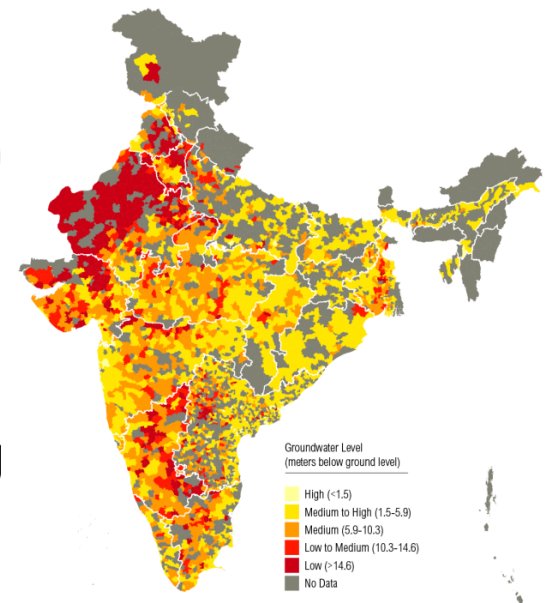 Groundwater Level
(meters below ground level)
High (<1.5)
Medium to High (1.5-5.9)
Medium (5.9-10.3)
Low to Medium (10.3-14.6)
Low (>14.6)
No Data